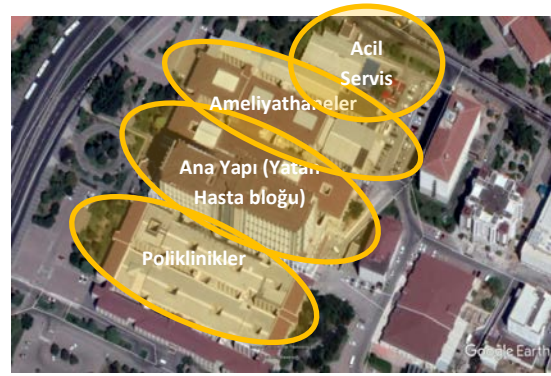 Acil
Servis
Ameliyathaneler
Ana Yapı (Yatan
Hasta bloğu)
Poliklinikler
Google Earth